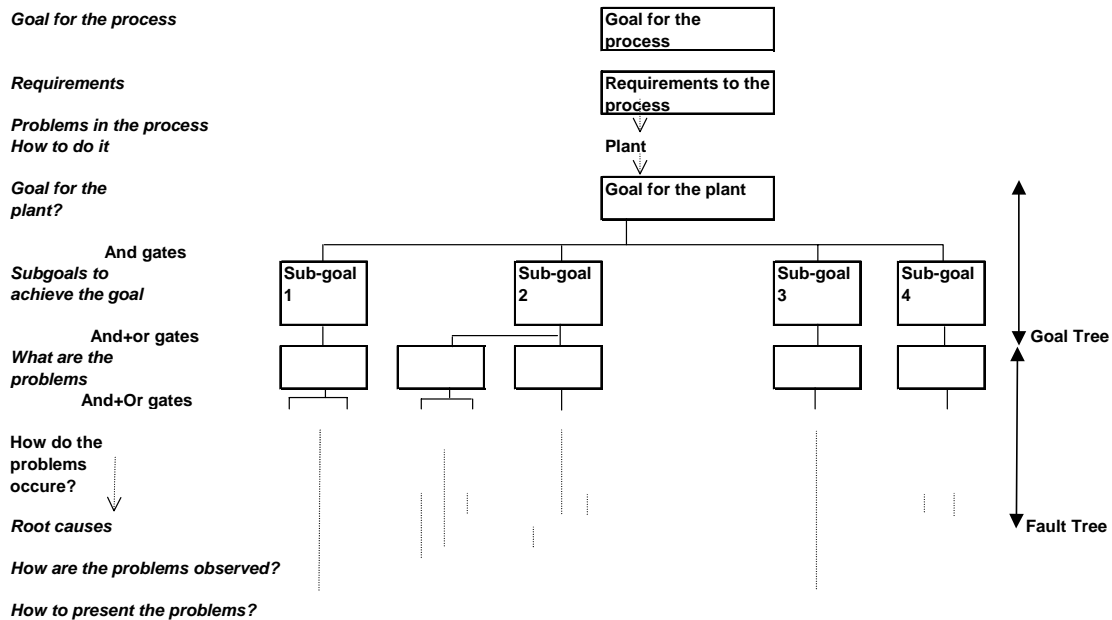 Goal for the process
Goal for the
process
Requirements
Requirements to the
process
Problems in the process
How to do it
Plant
Goal for the
plant?
Goal for the plant
And gates
Subgoals to
achieve the goal
Sub-goal
1
Sub-goal
2
Sub-goal
3
Sub-goal
4
And+or gates
Goal Tree
What are the
problems
And+Or gates
How do the
problems
occure?
Root causes
Fault Tree
How are the problems observed?
How to present the problems?